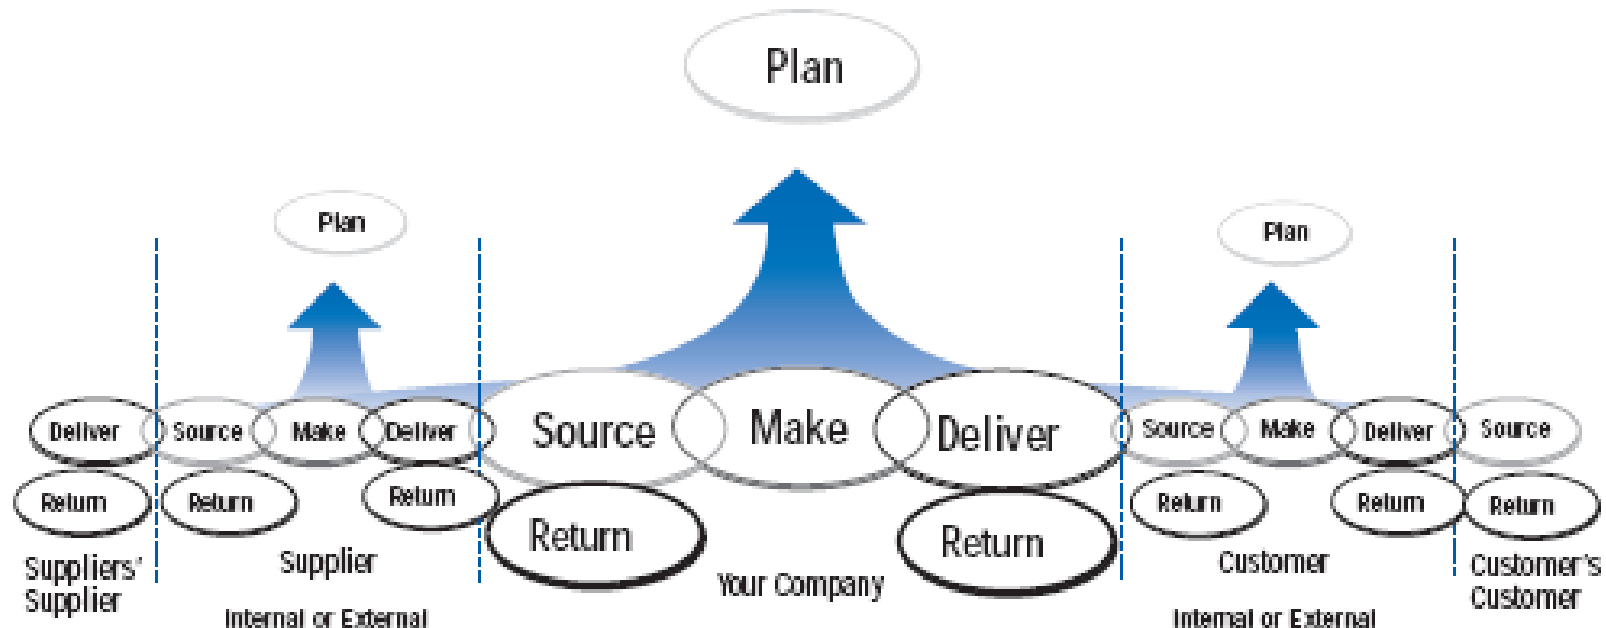 Plan
Plan
Plan
Deliver Source Make Deliver Source Make Deliver Source Make Deliver Source
Return Return Return Return Return Return Return Return
Suppliers'
Supplier
Supplier
Internal or External
Your Company
Customer
Internal or External
Customer's
Customer